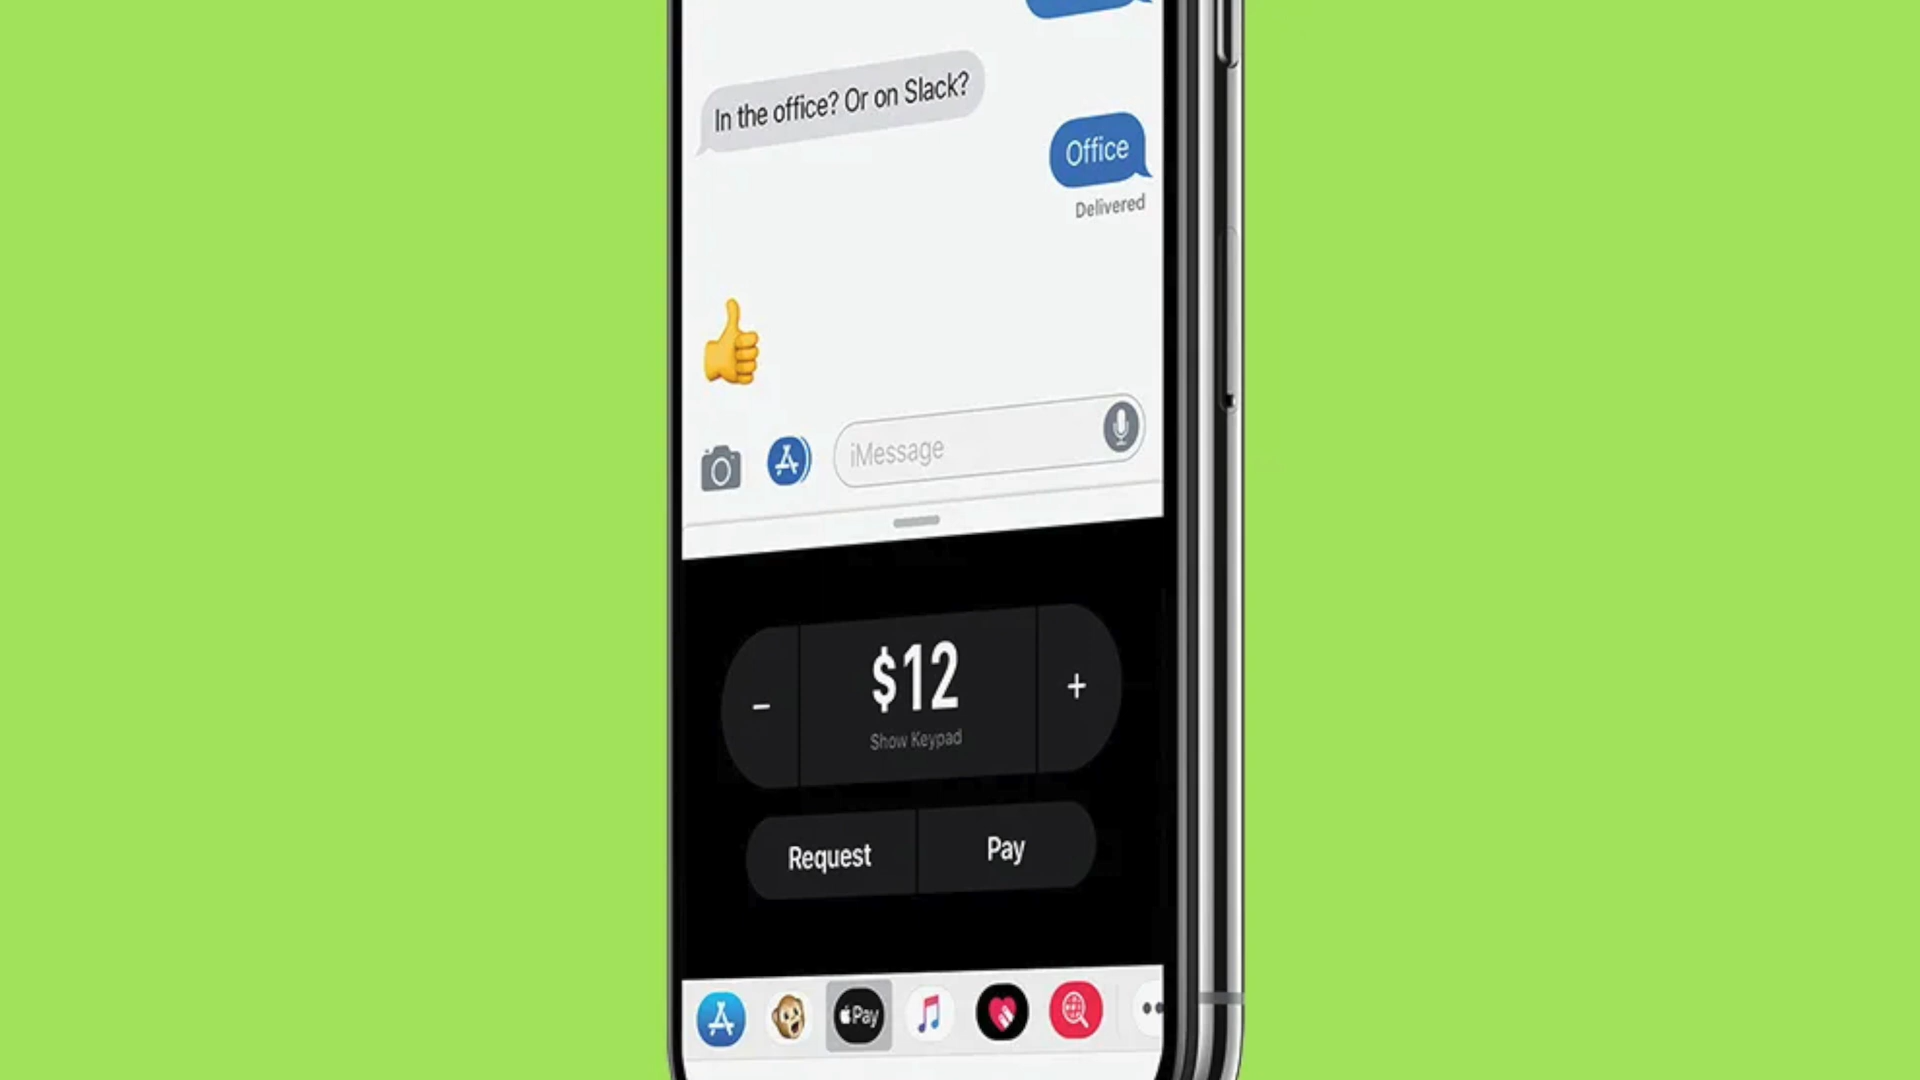 In the office? Or on Slack?
Office
Delivered
iMessage
− $12 +
Show Keypad
Request Pay
Pay